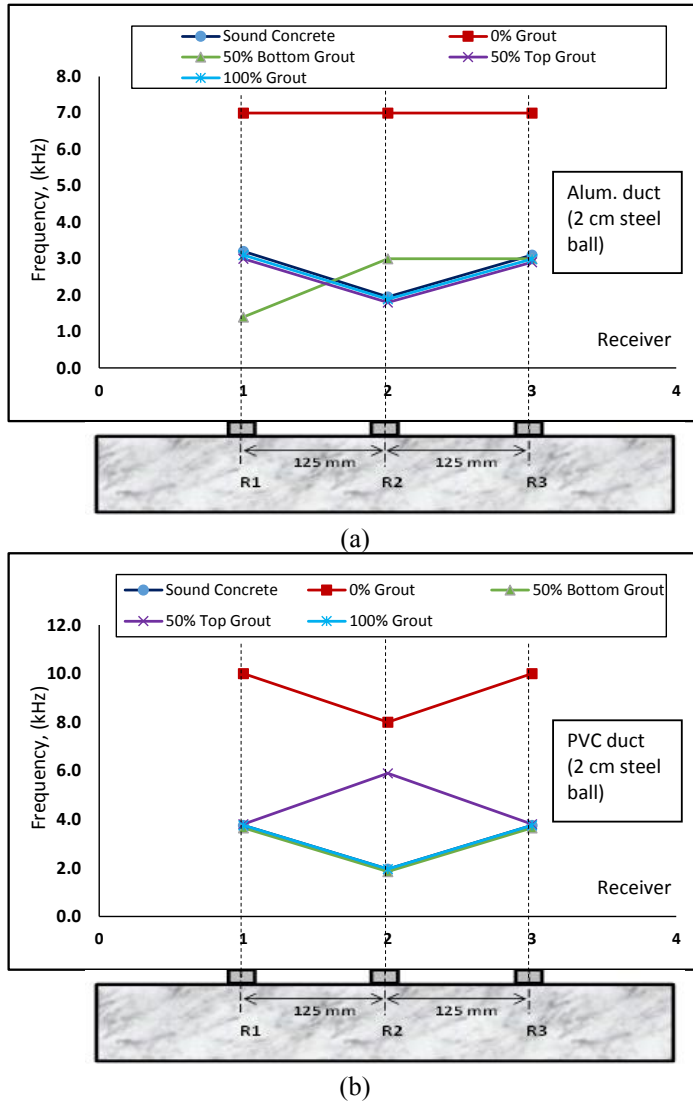 Sound Concrete 0% Grout
50% Bottom Grout 50% Top Grout
100% Grout
8.0
7.0
6.0
5.0
4.0
3.0
2.0
1.0
0.0
Frequency, (kHz)
Alum. duct
(2 cm steel
ball)
Receiver
0 1 2 3 4
125 mm 125 mm
R1 R2 R3
(a)
Sound Concrete 0% Grout 50% Bottom Grout
50% Top Grout 100% Grout
12.0
10.0
8.0
6.0
4.0
2.0
0.0
Frequency, (kHz)
PVC duct
(2 cm steel
ball)
Receiver
0 1 2 3 4
125 mm 125 mm
R1 R2 R3
(b)